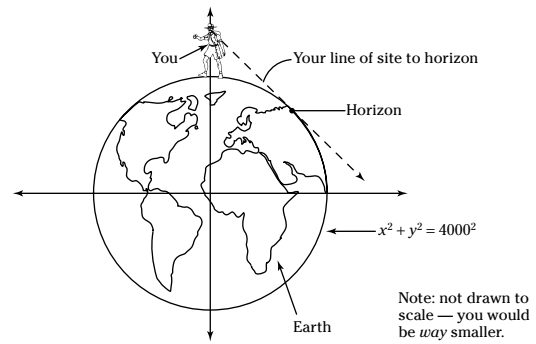 You
Your line of site to horizon
Horizon
x² + y² = 4000²
Earth
Note: not drawn to
scale — you would
be way smaller.